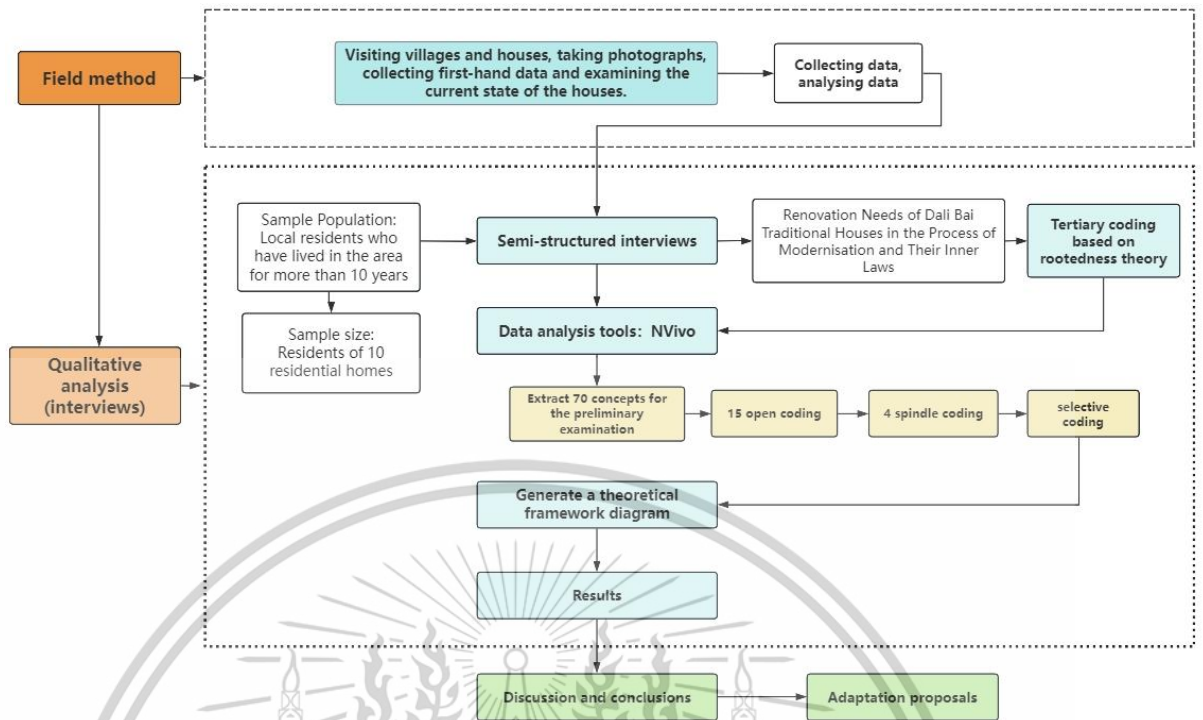 Field method
Visiting villages and houses, taking photographs,
collecting first-hand data and examining the
current state of the houses.
Collecting data,
analysing data
Sample Population:
Local residents who
have lived in the area
for more than 10 years
Semi-structured interviews
Renovation Needs of Dali Bai
Traditional Houses in the Process of
Modernisation and Their Inner
Laws
Tertiary coding
based on
rootedness theory
Sample size:
Residents of 10
residential homes
Data analysis tools: NVivo
Qualitative
analysis
(interviews)
Extract 70 concepts for
the preliminary
examination
15 open coding
4 spindle coding
selective
coding
Generate a theoretical
framework diagram
Results
Discussion and conclusions
Adaptation proposals